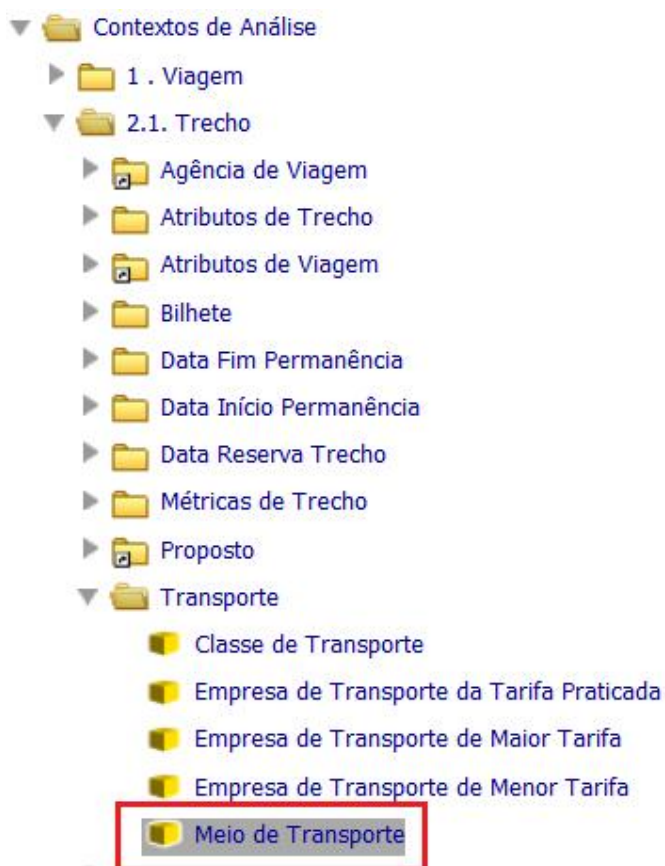 Contextos de Análise
1 . Viagem
2.1. Trecho
Agência de Viagem
Atributos de Trecho
Atributos de Viagem
Bilhete
Data Fim Permanência
Data Início Permanência
Data Reserva Trecho
Métricas de Trecho
Proposto
Transporte
Classe de Transporte
Empresa de Transporte da Tarifa Praticada
Empresa de Transporte de Maior Tarifa
Empresa de Transporte de Menor Tarifa
Meio de Transporte